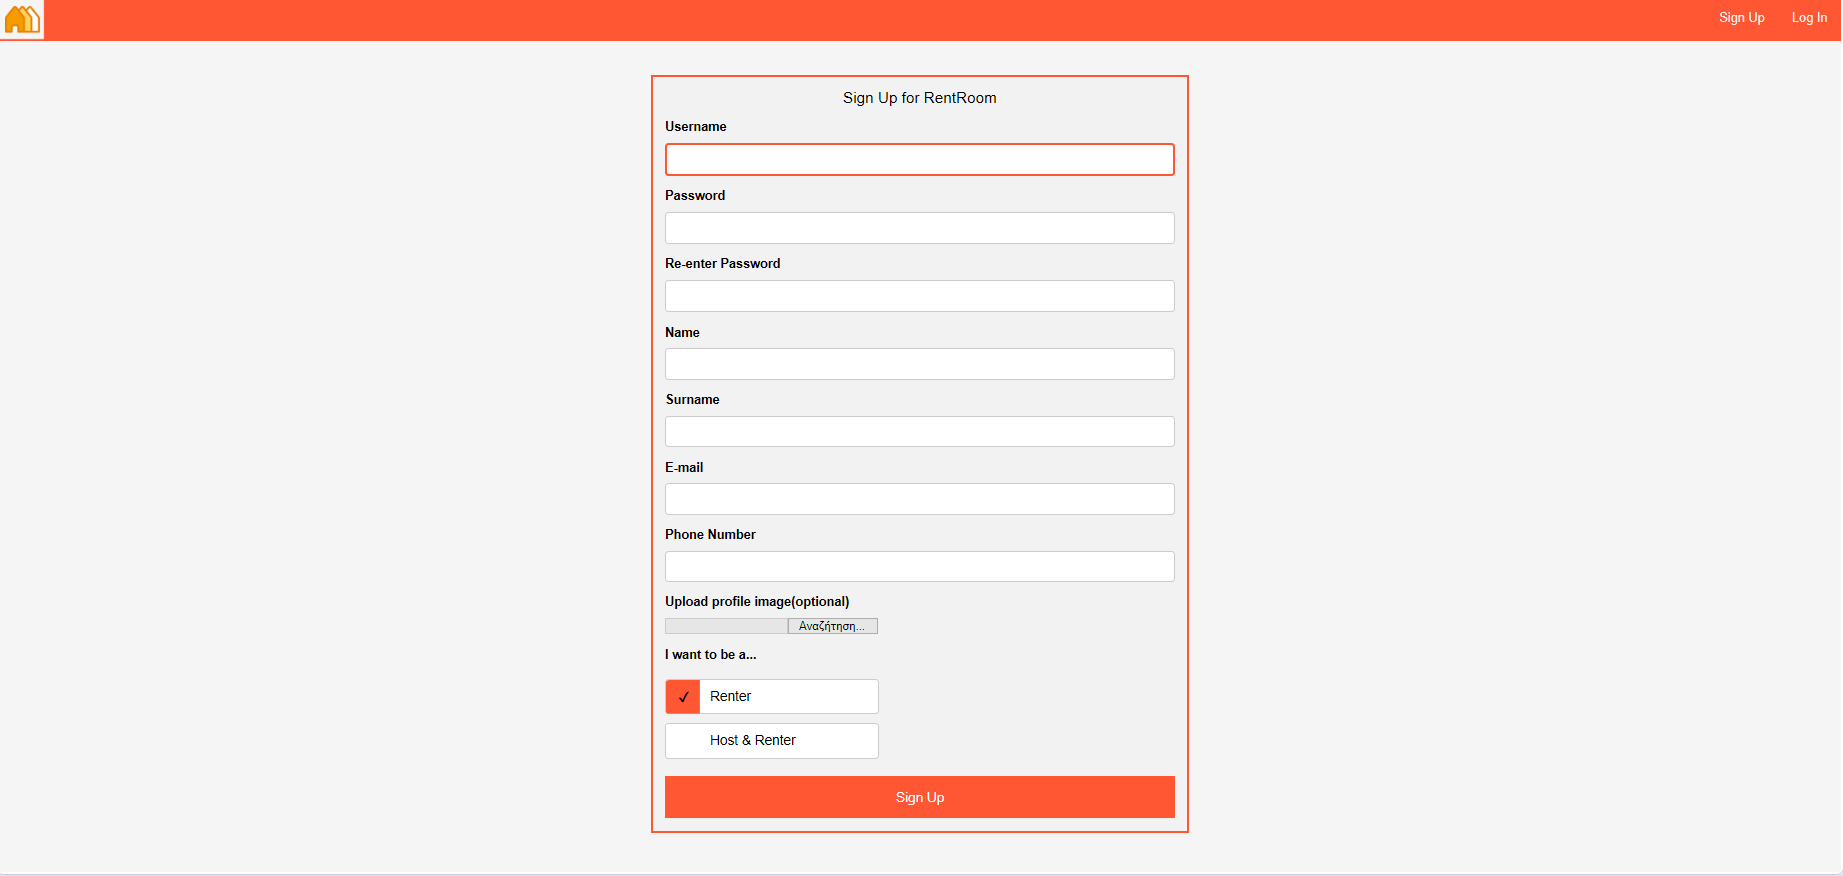 Sign Up Log In
Sign Up for RentRoom
Username
Password
Re-enter Password
Name
Surname
E-mail
Phone Number
Upload profile image(optional)
Αναζήτηση...
I want to be a...
✓ Renter
Host & Renter
Sign Up